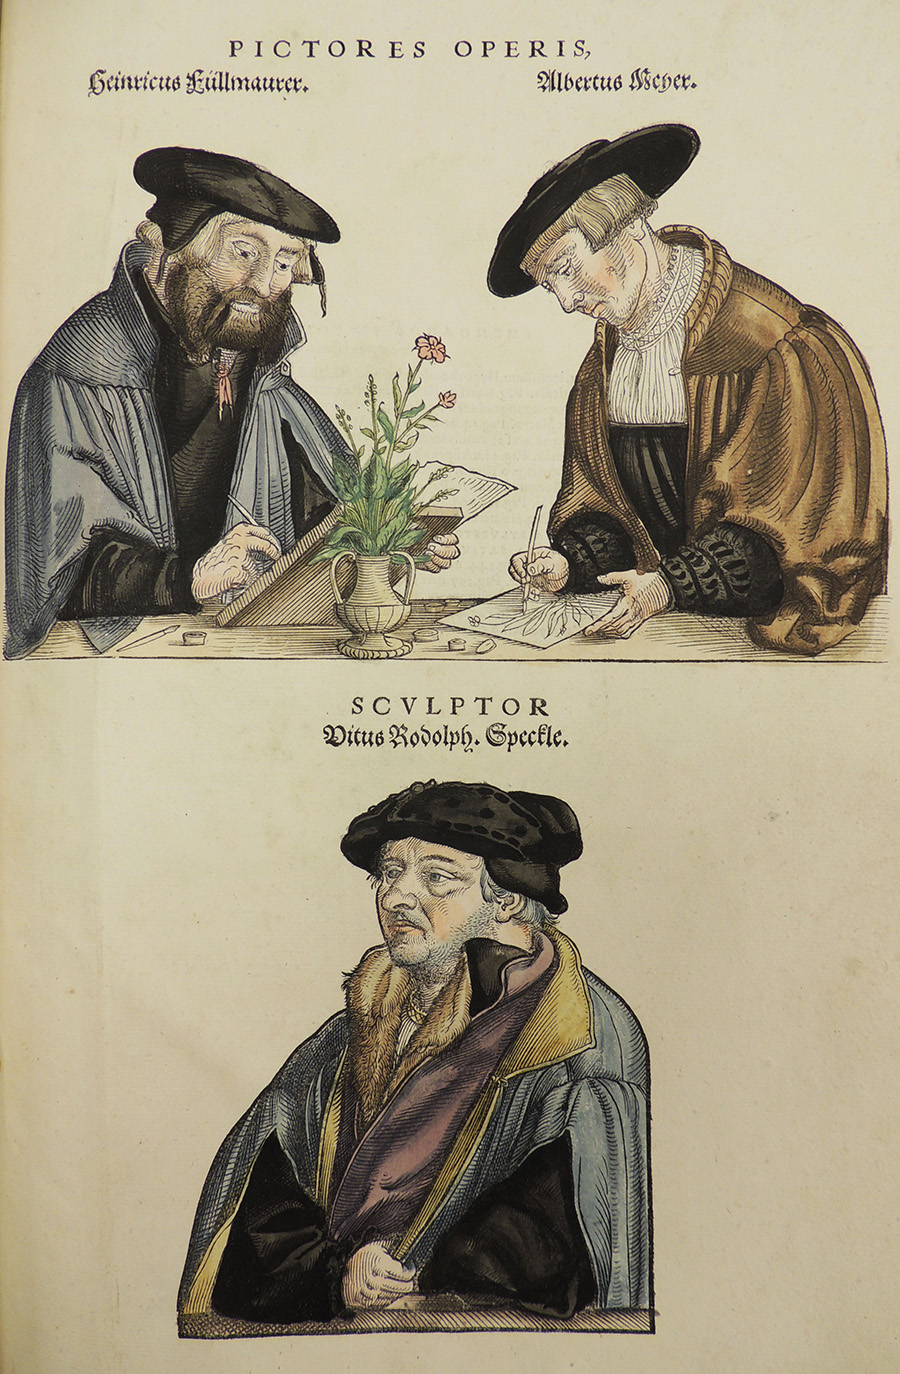 PICTORES OPERIS,
Heinricus Füllmaurer.
Albertus Meyer.
SCVLPTOR
Vitus Rodolph. Speckle.